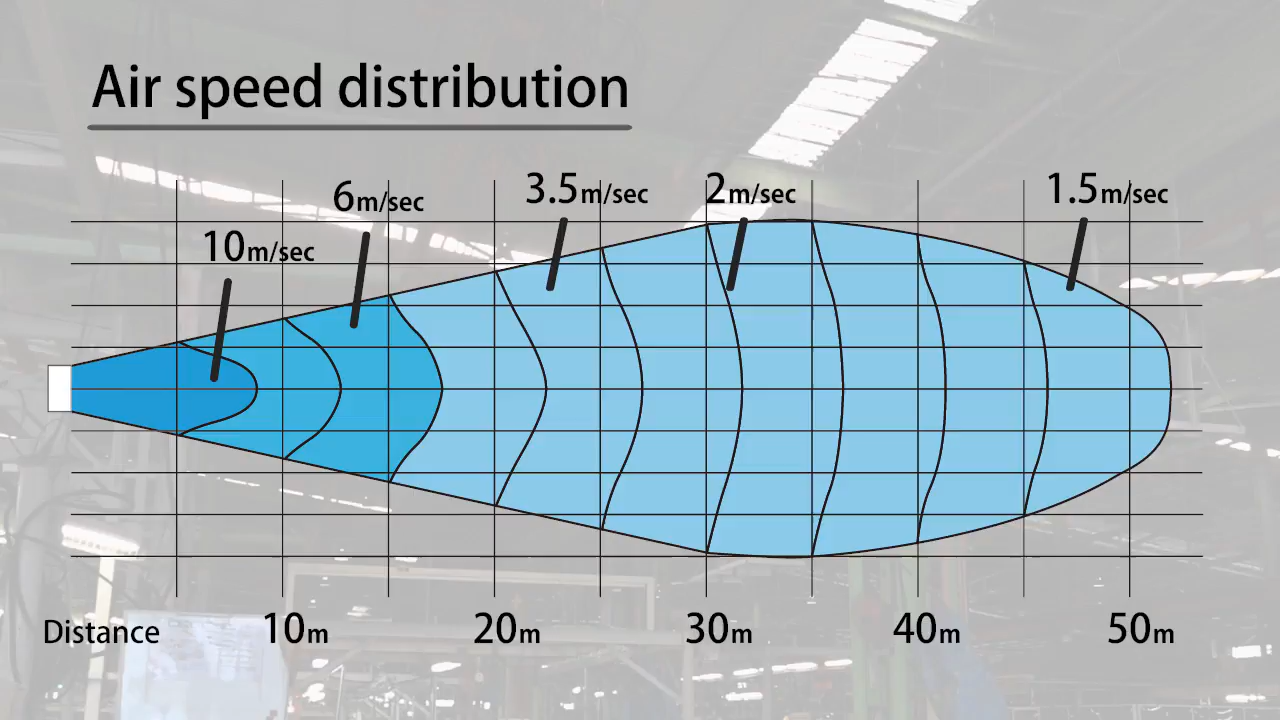 Air speed distribution
10m/sec
6m/sec
3.5m/sec
2m/sec
1.5m/sec
Distance 10m 20m 30m 40m 50m